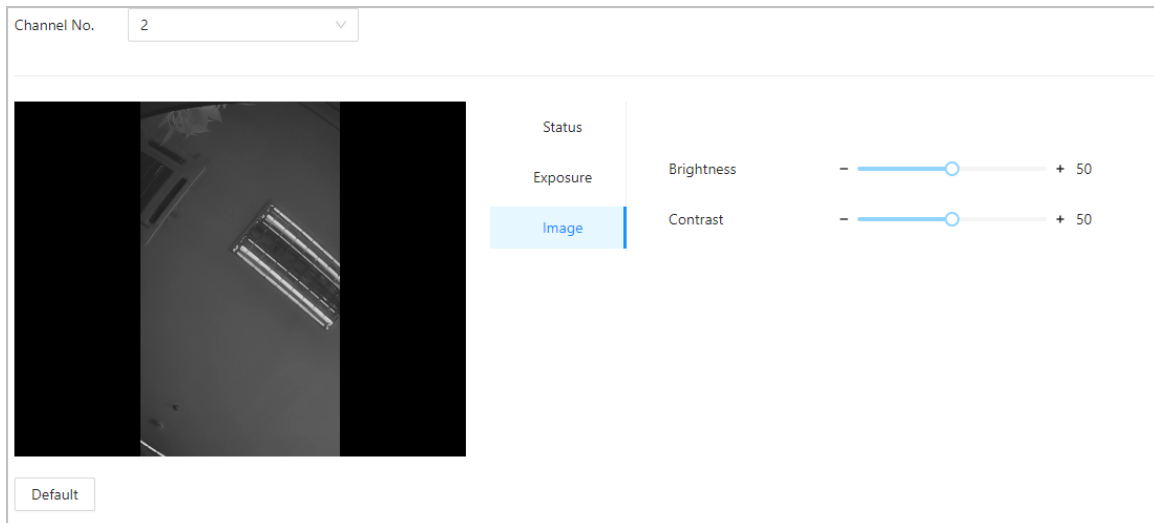 Channel No. 2
Status
Exposure
Image
Brightness - + 50
Contrast - + 50
Default